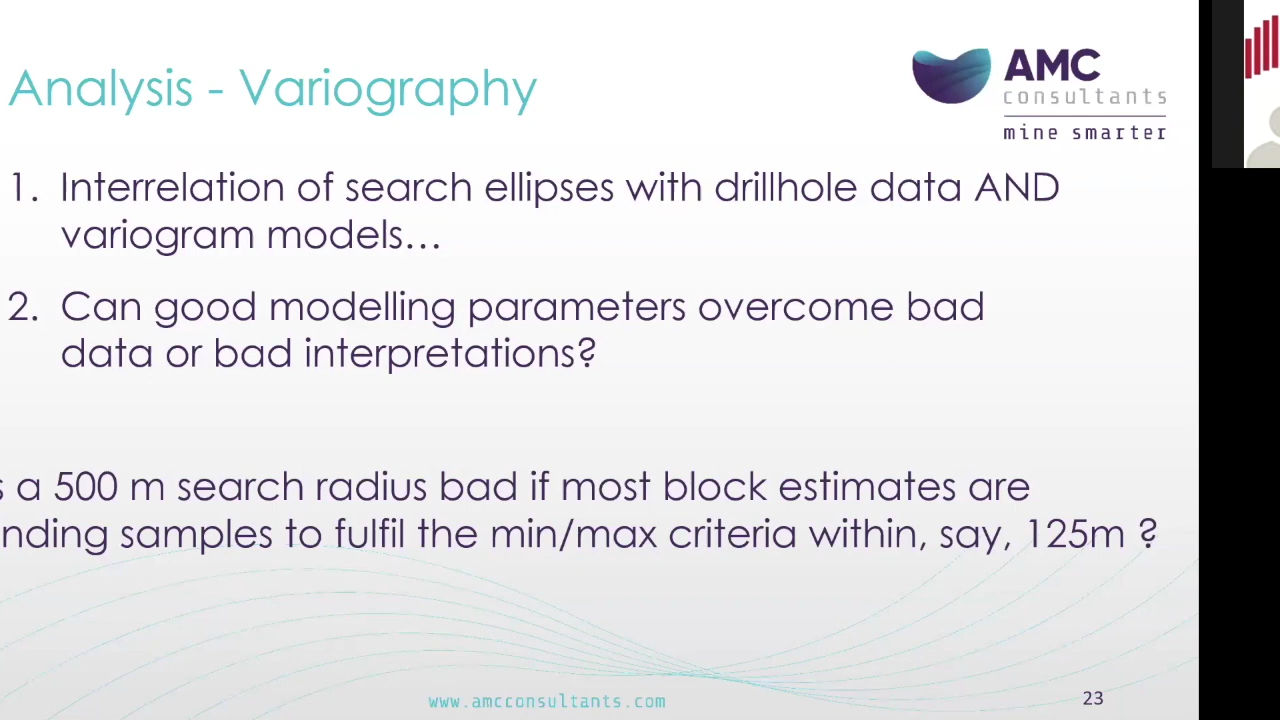 Analysis - Variography
AMC
consultants
mine smarter
1. Interrelation of search ellipses with drillhole data AND
variogram models...
2. Can good modelling parameters overcome bad
data or bad interpretations?
s a 500 m search radius bad if most block estimates are
nding samples to fulfil the min/max criteria within, say, 125m ?
www.amcconsultants.com
23